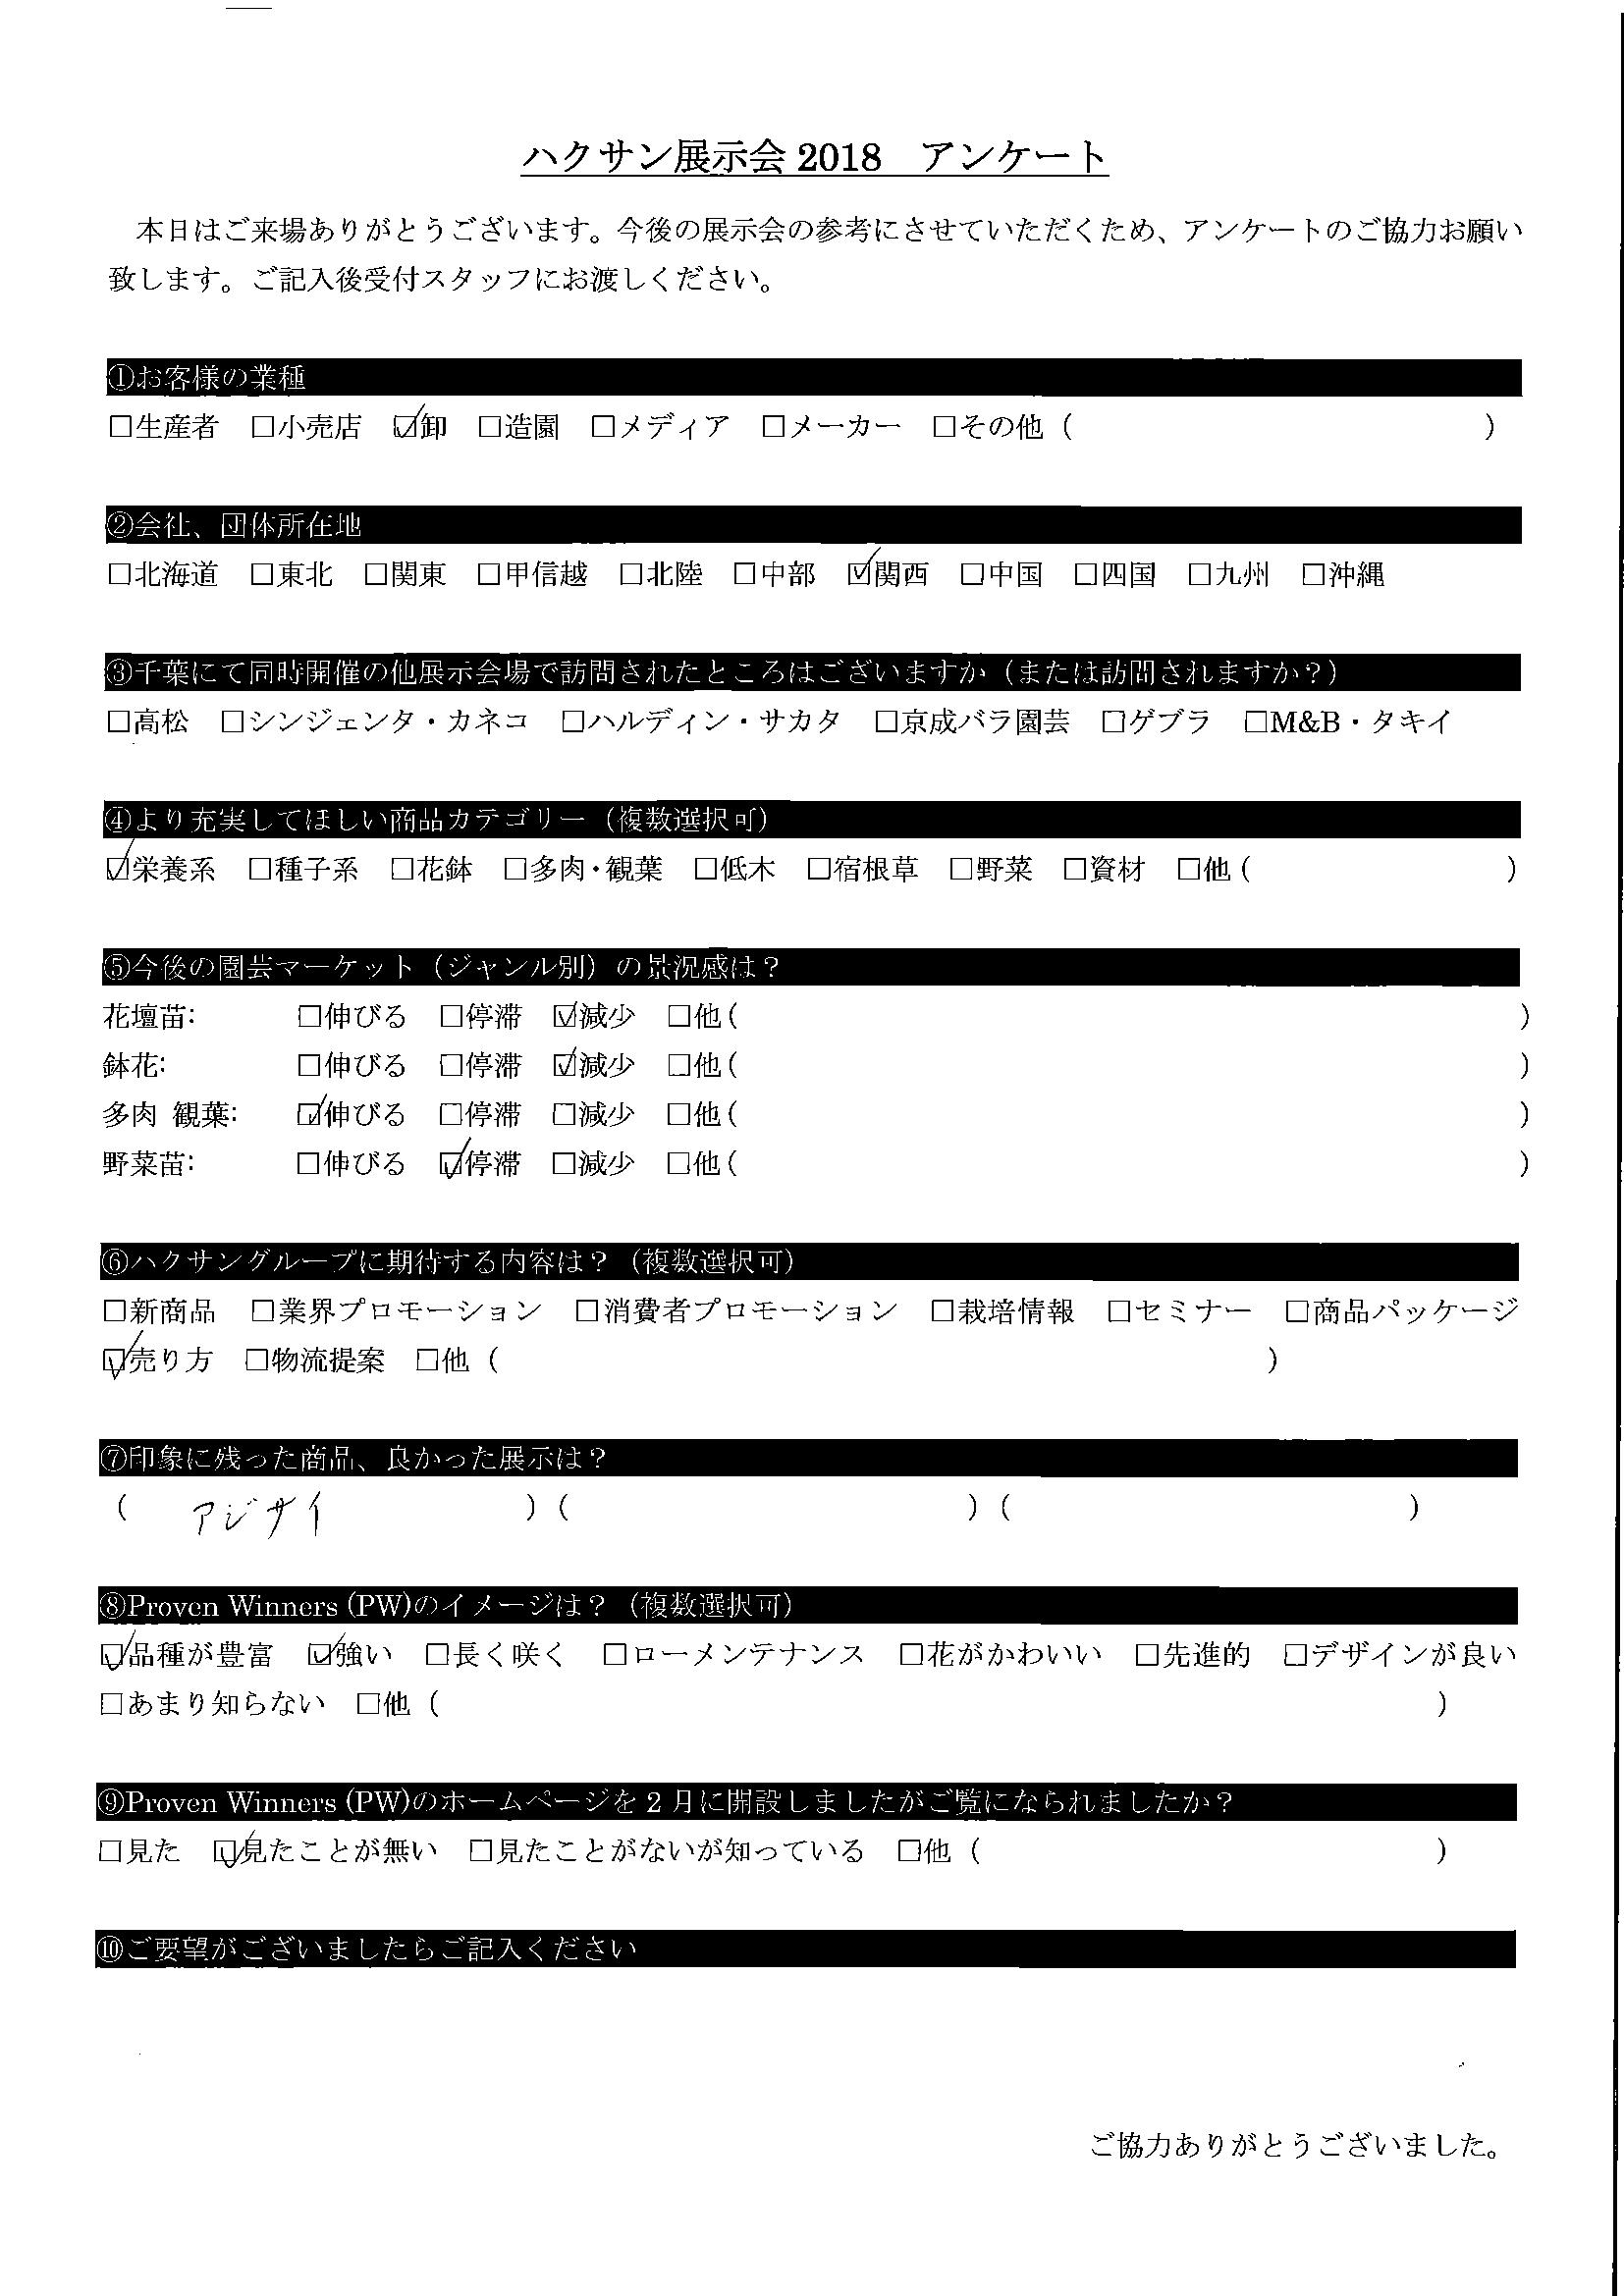 ハクサン展示会 2018　アンケート
本日はご来場ありがとうございます。今後の展示会の参考にさせていただくため、アンケートのご協力お願い
致します。ご記入後受付スタッフにお渡しください。
①お客様の業種
□生産者　□小売店　☑卸　□造園　□メディア　□メーカー　□その他（　　　　　　　　　　　　　　）
②会社、団体所在地
□北海道　□東北　□関東　□甲信越　□北陸　□中部　☑関西　□中国　□四国　□九州　□沖縄
③千葉にて同時開催の他展示会場で訪問されたところはございますか（または訪問されますか？）
□高松　□シンジェンタ・カネコ　□ハルディン・サカタ　□京成バラ園芸　□ゲブラ　□M&B・タキイ
④より充実してほしい商品カテゴリー（複数選択可）
☑栄養系　□種子系　□花鉢　□多肉・観葉　□低木　□宿根草　□野菜　□資材　□他(　　　　　　　　　)
⑤今後の園芸マーケット（ジャンル別）の景況感は？
花壇苗:　□伸びる　□停滞　☑減少　□他(　　　　　　　　　)
鉢花:　□伸びる　□停滞　☑減少　□他(　　　　　　　　　)
多肉 観葉:　☑伸びる　□停滞　□減少　□他(　　　　　　　　　)
野菜苗:　□伸びる　☑停滞　□減少　□他(　　　　　　　　　)
⑥ハクサングループに期待する内容は？（複数選択可）
□新商品　□業界プロモーション　□消費者プロモーション　□栽培情報　□セミナー　□商品パッケージ
☑売り方　□物流提案　□他（　　　　　　　　　）
⑦印象に残った商品、良かった展示は？
（　アジサイ　）（　　　　　　　　　）（　　　　　　　　　）
⑧Proven Winners (PW)のイメージは？（複数選択可）
☑品種が豊富　☑強い　□長く咲く　□ローメンテナンス　□花がかわいい　□先進的　□デザインが良い
□あまり知らない　□他（　　　　　　　　　）
⑨Proven Winners (PW)のホームページを 2 月に開設しましたがご覧になられましたか？
□見た　☑見たことが無い　□見たことがないが知っている　□他（　　　　　　　　　）
⑩ご要望がございましたらご記入ください
ご協力ありがとうございました。